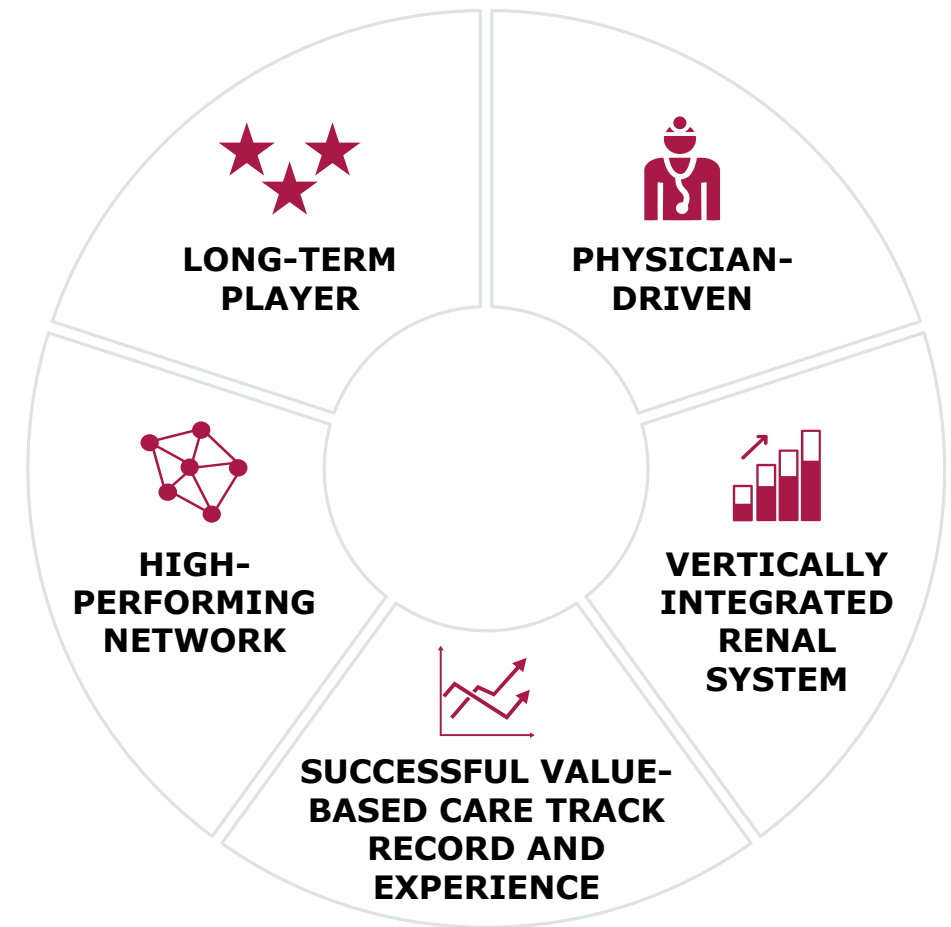 LONG-TERM
PLAYER
PHYSICIAN-
DRIVEN
HIGH-
PERFORMING
NETWORK
VERTICALLY
INTEGRATED
RENAL
SYSTEM
SUCCESSFUL VALUE-
BASED CARE TRACK
RECORD AND
EXPERIENCE